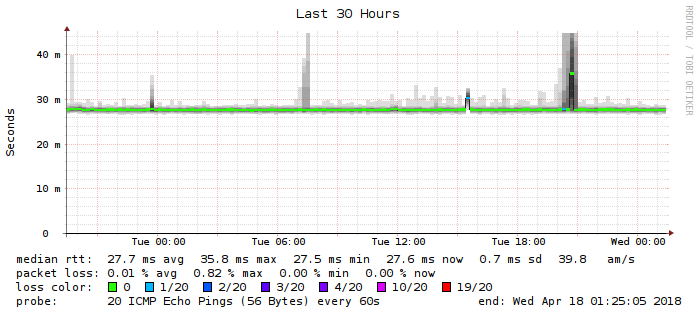 Last 30 Hours
RRDTOOL / TOBI OETIKER
Seconds
40 m
30 m
20 m
10 m
0
Tue 00:00 Tue 06:00 Tue 12:00 Tue 18:00 Wed 00:00
median rtt: 27.7 ms avg 35.8 ms max 27.5 ms min 27.6 ms now 0.7 ms sd 39.8 am/s
packet loss: 0.01 % avg 0.82 % max 0.00 % min 0.00 % now
loss color: 0 1/20 2/20 3/20 4/20 10/20 19/20
probe: 20 ICMP Echo Pings (56 Bytes) every 60s end: Wed Apr 18 01:25:05 2018